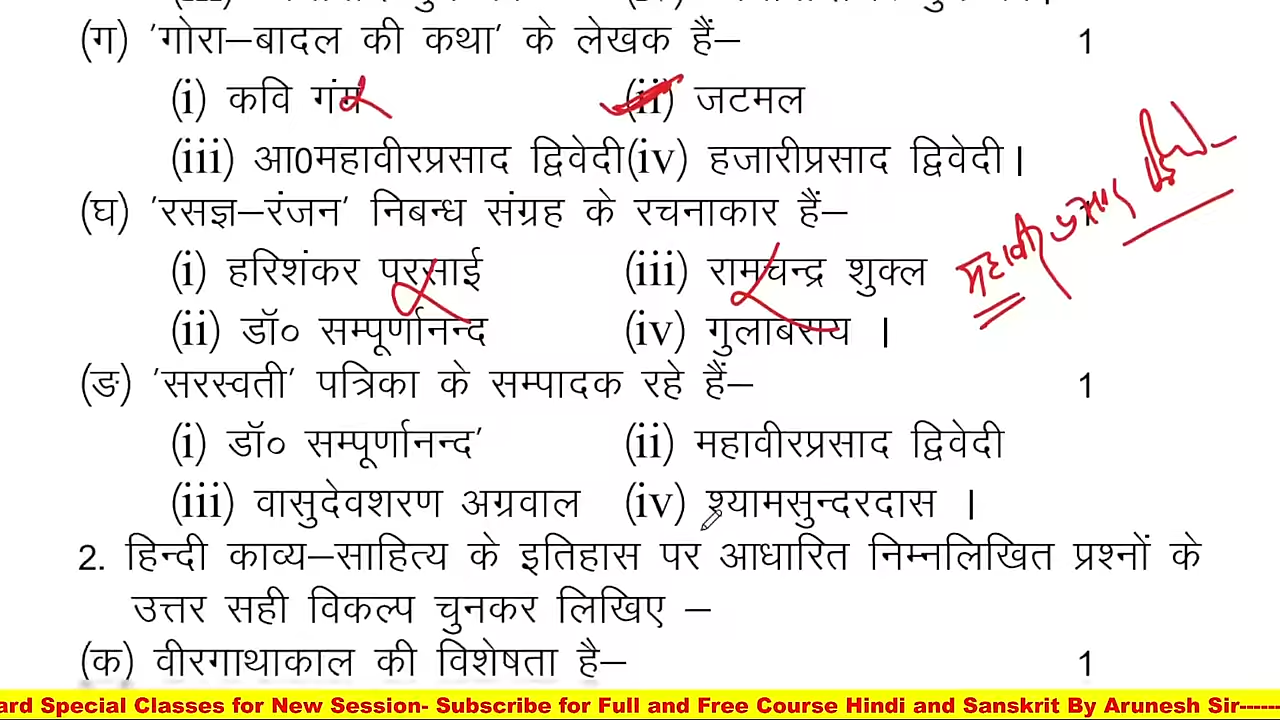 (ग) 'गोरा–बादल की कथा' के लेखक हैं– 1
(i) कवि गंग (ii) जटमल
(iii) आ0महावीरप्रसाद द्विवेदी (iv) हजारीप्रसाद द्विवेदी।
(घ) 'रसज्ञ–रंजन' निबन्ध संग्रह के रचनाकार हैं–
महावीर प्रसाद द्विवेदी
(i) हरिशंकर परसाई (iii) रामचन्द्र शुक्ल
(ii) डॉ० सम्पूर्णानन्द (iv) गुलाबराय ।
(ङ) 'सरस्वती' पत्रिका के सम्पादक रहे हैं– 1
(i) डॉ० सम्पूर्णानन्द' (ii) महावीरप्रसाद द्विवेदी
(iii) वासुदेवशरण अग्रवाल (iv) श्यामसुन्दरदास ।
2. हिन्दी काव्य–साहित्य के इतिहास पर आधारित निम्नलिखित प्रश्नों के
उत्तर सही विकल्प चुनकर लिखिए –
(क) वीरगाथाकाल की विशेषता है– 1
ard Special Classes for New Session- Subscribe for Full and Free Course Hindi and Sanskrit By Arunesh Sir------